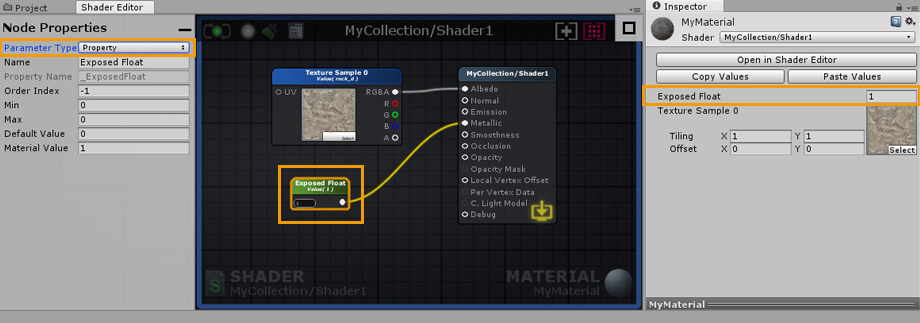 Project
Shader Editor
Node Properties
Parameter Type Property
Name Exposed Float
Property Name _ExposedFloat
Order Index -1
Min 0
Max 0
Default Value 0
Material Value 1
MyCollection/Shader1
Texture Sample 0
Value( rock_d )
UV
RGBA
R
G
B
A
Select
Exposed Float
Value( 1 )
1
MyCollection/Shader1
Albedo
Normal
Emission
Metallic
Smoothness
Occlusion
Opacity
Opacity Mask
Local Vertex Offset
Per Vertex Data
C. Light Model
Debug
S
SHADER
MyCollection/Shader1
MATERIAL
MyMaterial
Inspector
MyMaterial
Shader MyCollection/Shader1
Open in Shader Editor
Copy Values Paste Values
Exposed Float 1
Texture Sample 0
Tiling X 1 Y 1
Offset X 0 Y 0
Select
MyMaterial